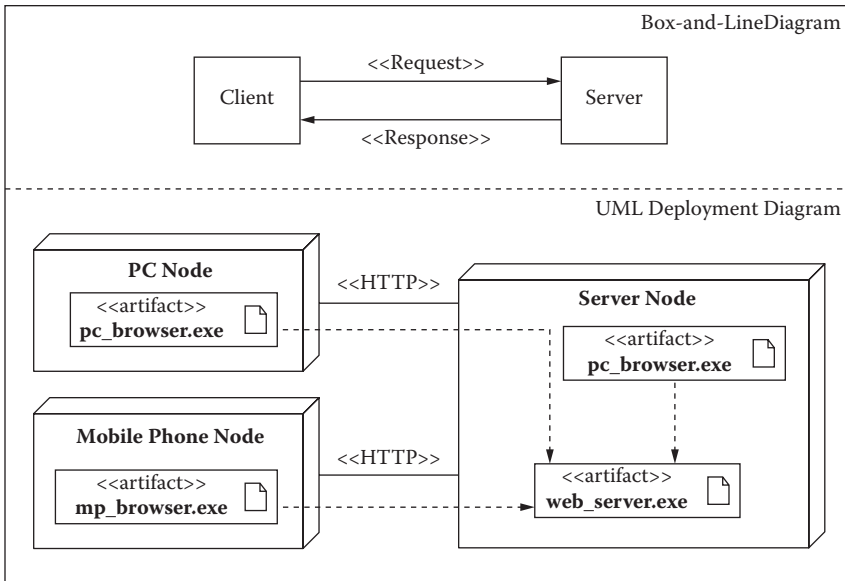 Box-and-LineDiagram
<<Request>>
Client
Server
<<Response>>
UML Deployment Diagram
PC Node
<<artifact>>
pc_browser.exe
<<HTTP>>
Server Node
<<artifact>>
pc_browser.exe
Mobile Phone Node
<<artifact>>
mp_browser.exe
<<HTTP>>
<<artifact>>
web_server.exe